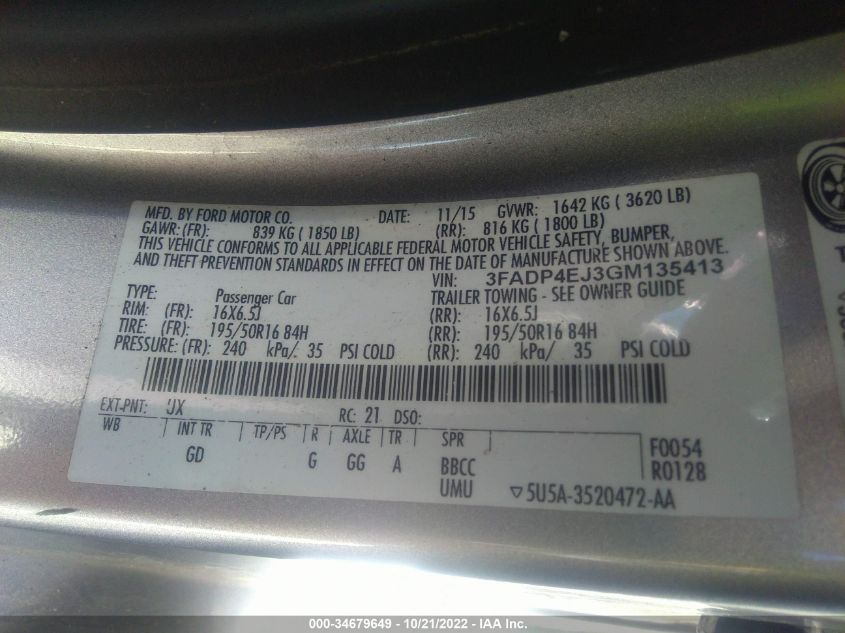 MFD. BY FORD MOTOR CO. DATE: 11/15 GVWR: 1642 KG ( 3620 LB)
GAWR: (FR): 839 KG ( 1850 LB) (RR): 816 KG ( 1800 LB)
THIS VEHICLE CONFORMS TO ALL APPLICABLE FEDERAL MOTOR VEHICLE SAFETY, BUMPER,
AND THEFT PREVENTION STANDARDS IN EFFECT ON THE DATE OF MANUFACTURE SHOWN ABOVE.
VIN: 3FADP4EJ3GM135413
TYPE: Passenger Car TRAILER TOWING - SEE OWNER GUIDE
RIM: (FR): 16X6.5J (RR): 16X6.5J
TIRE: (FR): 195/50R16 84H (RR): 195/50R16 84H
PRESSURE: (FR): 240 kPa/ 35 PSI COLD (RR): 240 kPa/ 35 PSI COLD
EXT-PNT: UX RC: 21 DSO:
WB INT TR TP/PS R AXLE TR SPR F0054
GD G GG A BBCC R0128
UMU ▽5U5A-3520472-AA
000-34679649 - 10/21/2022 - IAA Inc.